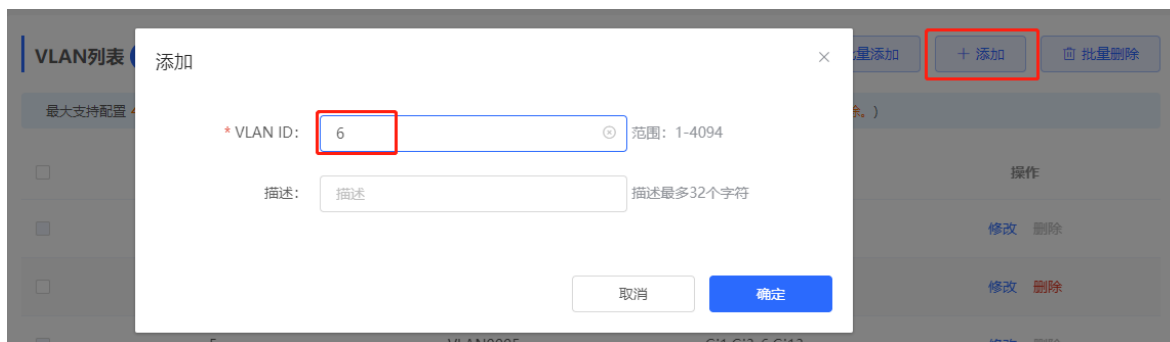 VLAN列表
添加
量添加
+ 添加
批量删除
最大支持配置 4
除。)
* VLAN ID:
6
范围：1-4094
描述:
描述
描述最多32个字符
操作
修改 删除
取消
确定
修改 删除